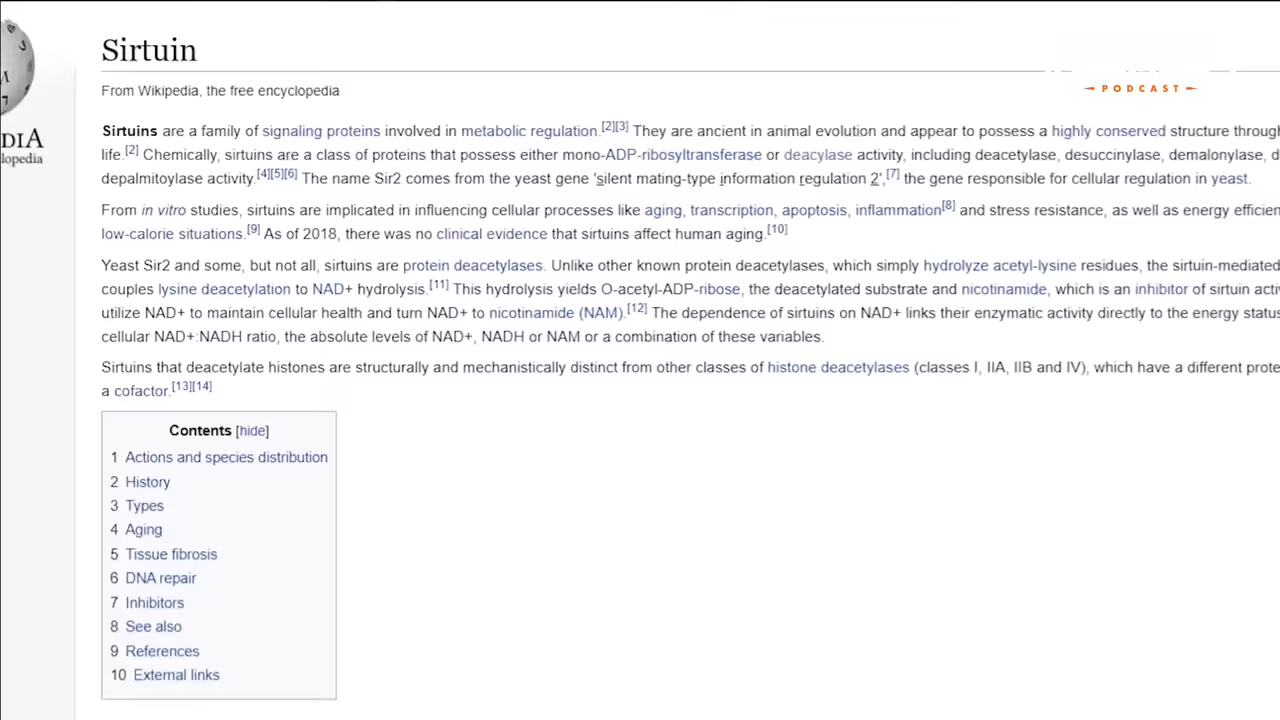 Sirtuin
From Wikipedia, the free encyclopedia
PODCAST
DIA
lopedia
Sirtuins are a family of signaling proteins involved in metabolic regulation.[2][3] They are ancient in animal evolution and appear to possess a highly conserved structure throug
life.[2] Chemically, sirtuins are a class of proteins that possess either mono-ADP-ribosyltransferase or deacylase activity, including deacetylase, desuccinylase, demalonylase, d
depalmitoylase activity.[4][5][6] The name Sir2 comes from the yeast gene 'silent mating-type information regulation 2',[7] the gene responsible for cellular regulation in yeast.
From in vitro studies, sirtuins are implicated in influencing cellular processes like aging, transcription, apoptosis, inflammation[8] and stress resistance, as well as energy efficien
low-calorie situations.[9] As of 2018, there was no clinical evidence that sirtuins affect human aging.[10]
Yeast Sir2 and some, but not all, sirtuins are protein deacetylases. Unlike other known protein deacetylases, which simply hydrolyze acetyl-lysine residues, the sirtuin-mediated
couples lysine deacetylation to NAD+ hydrolysis.[11] This hydrolysis yields O-acetyl-ADP-ribose, the deacetylated substrate and nicotinamide, which is an inhibitor of sirtuin acti
utilize NAD+ to maintain cellular health and turn NAD+ to nicotinamide (NAM).[12] The dependence of sirtuins on NAD+ links their enzymatic activity directly to the energy status
cellular NAD+:NADH ratio, the absolute levels of NAD+, NADH or NAM or a combination of these variables.
Sirtuins that deacetylate histones are structurally and mechanistically distinct from other classes of histone deacetylases (classes I, IIA, IIB and IV), which have a different prote
a cofactor.[13][14]
Contents [hide]
1 Actions and species distribution
2 History
3 Types
4 Aging
5 Tissue fibrosis
6 DNA repair
7 Inhibitors
8 See also
9 References
10 External links